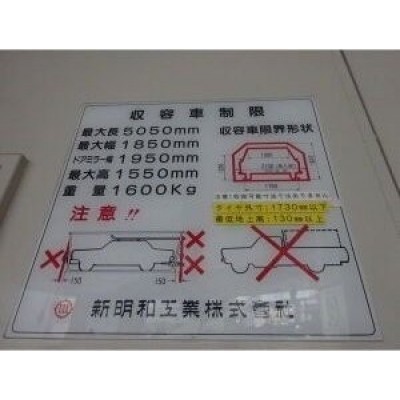 収容車制限
最大長5050mm
最大幅1850mm
ドアミラー幅1950mm
最大高1550mm
重量1600Kg
収容車限界形状
タイヤ外寸:1730mm以下
最低地上高:130mm以上
注意!!
150
150
新明和工業株式會社